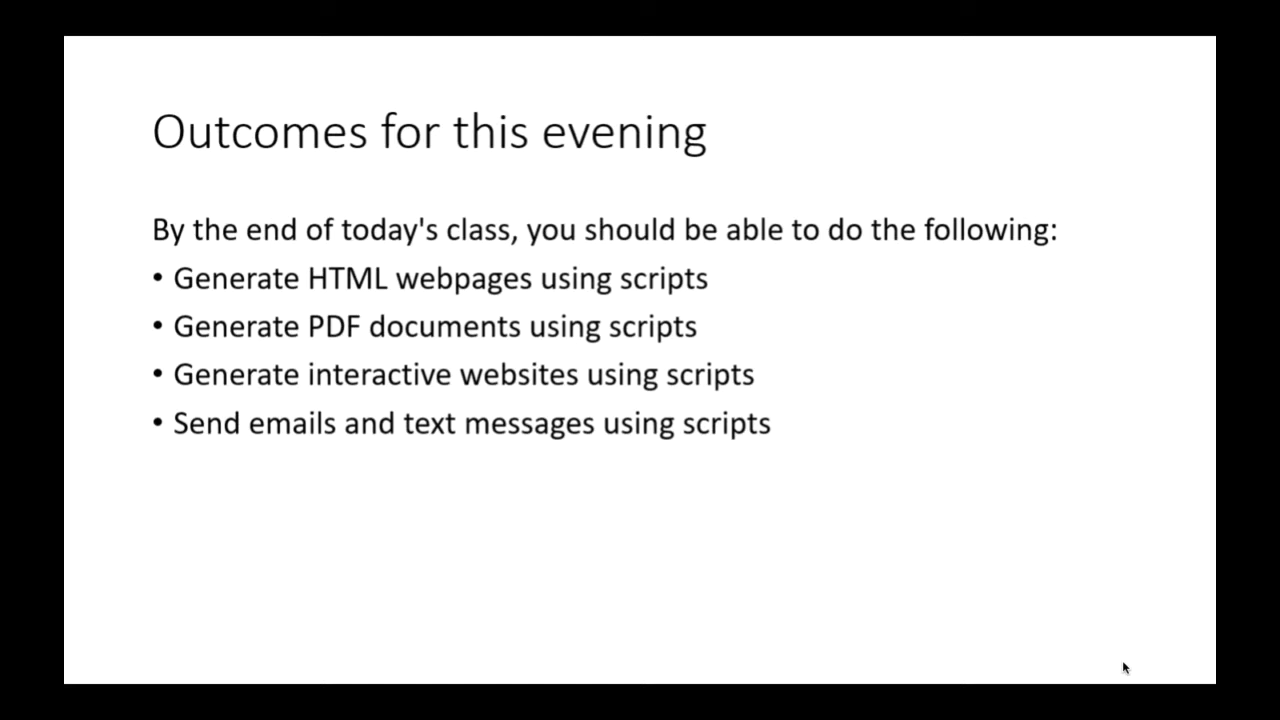 Outcomes for this evening
By the end of today's class, you should be able to do the following:
• Generate HTML webpages using scripts
• Generate PDF documents using scripts
• Generate interactive websites using scripts
• Send emails and text messages using scripts